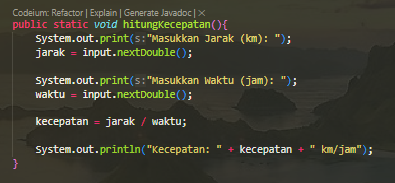 Codeium: Refactor | Explain | Generate Javadoc | ×
public static void hitungKecepatan(){
System.out.print(s:"Masukkan Jarak (km): ");
jarak = input.nextDouble();
System.out.print(s:"Masukkan Waktu (jam): ");
waktu = input.nextDouble();
kecepatan = jarak / waktu;
System.out.println("Kecepatan: " + kecepatan + " km/jam");
}